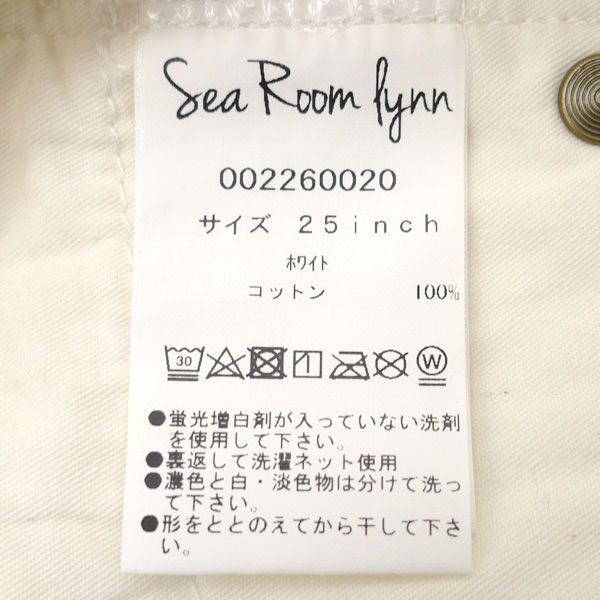 Sea Room lynn
002260020
サイズ 25inch
ﾎﾜｲﾄ
コットン 100%
30 W
●蛍光増白剤が入っていない洗剤
を使用して下さい。
●裏返して洗濯ネット使用
●濃色と白・淡色物は分けて洗っ
て下さい。
●形をととのえてから干して下さ
い。